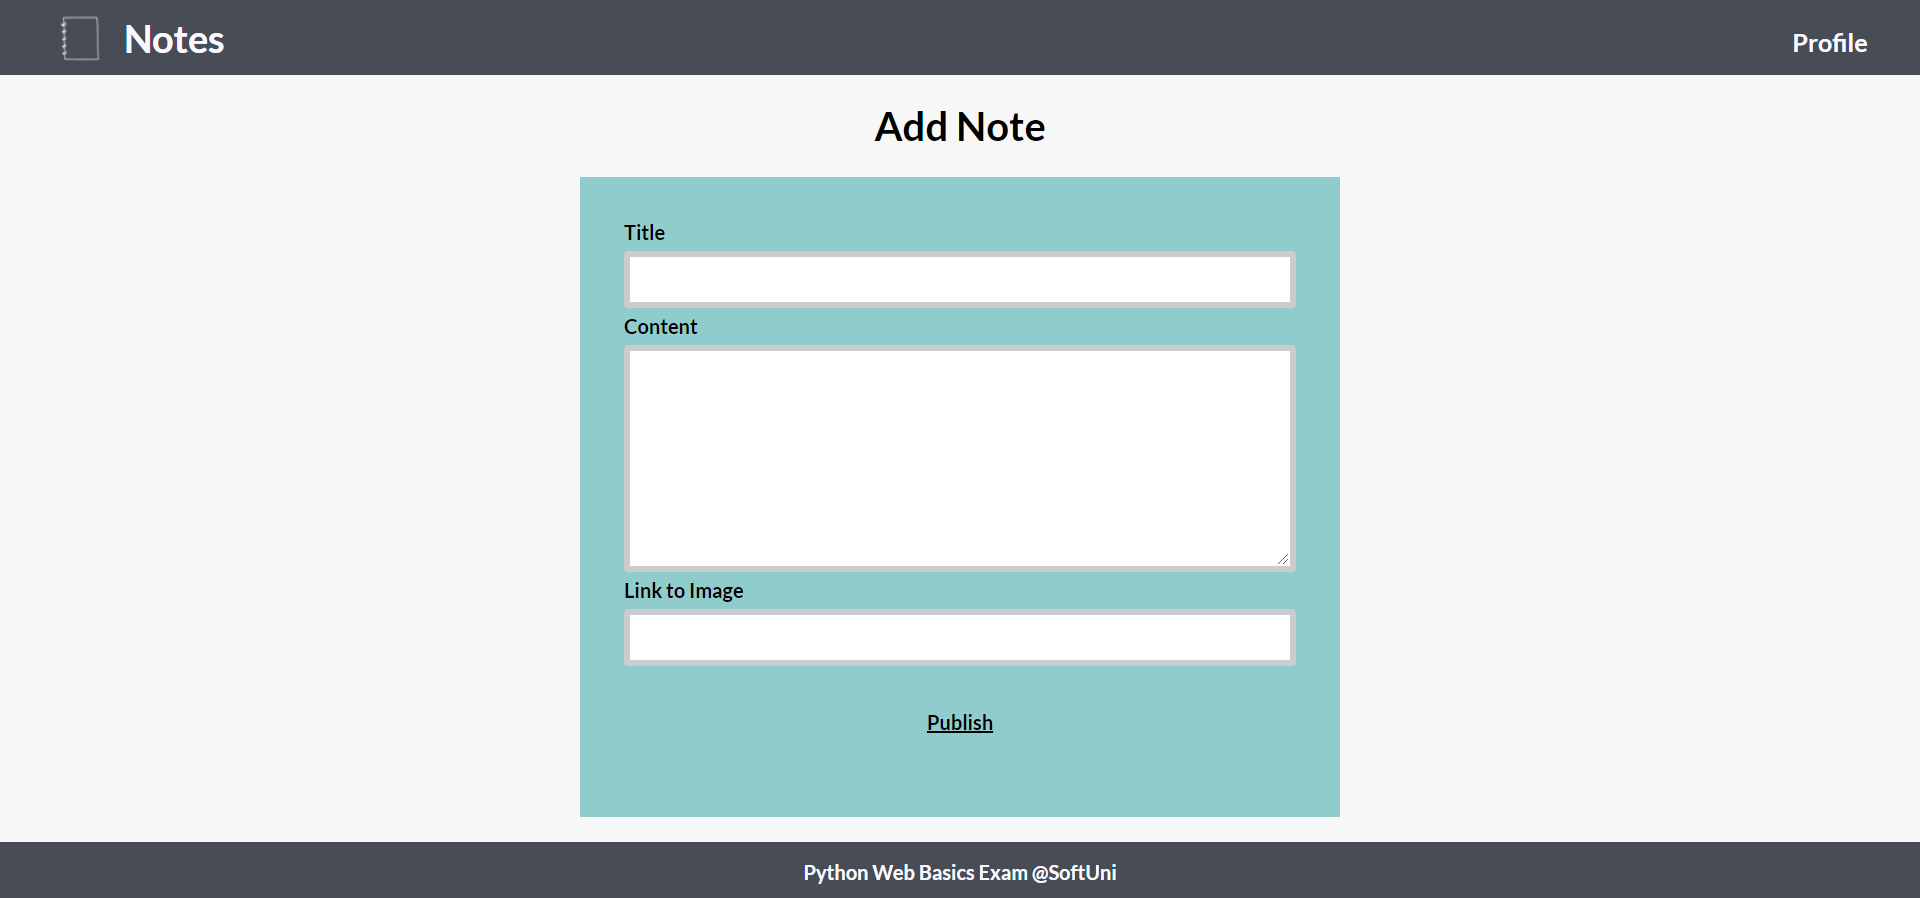 Notes
Profile
Add Note
Title
Content
Link to Image
Publish
Python Web Basics Exam @SoftUni